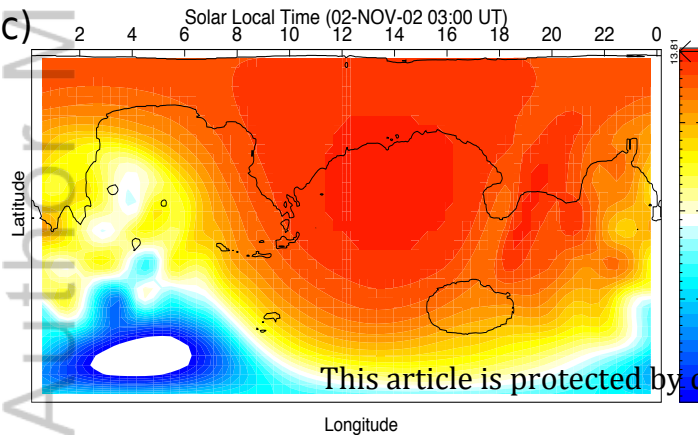 c)
Solar Local Time (02-NOV-02 03:00 UT)
2 4 6 8 10 12 14 16 18 20 22 0
13.81
Latitude
Longitude
Author M
This article is protected by